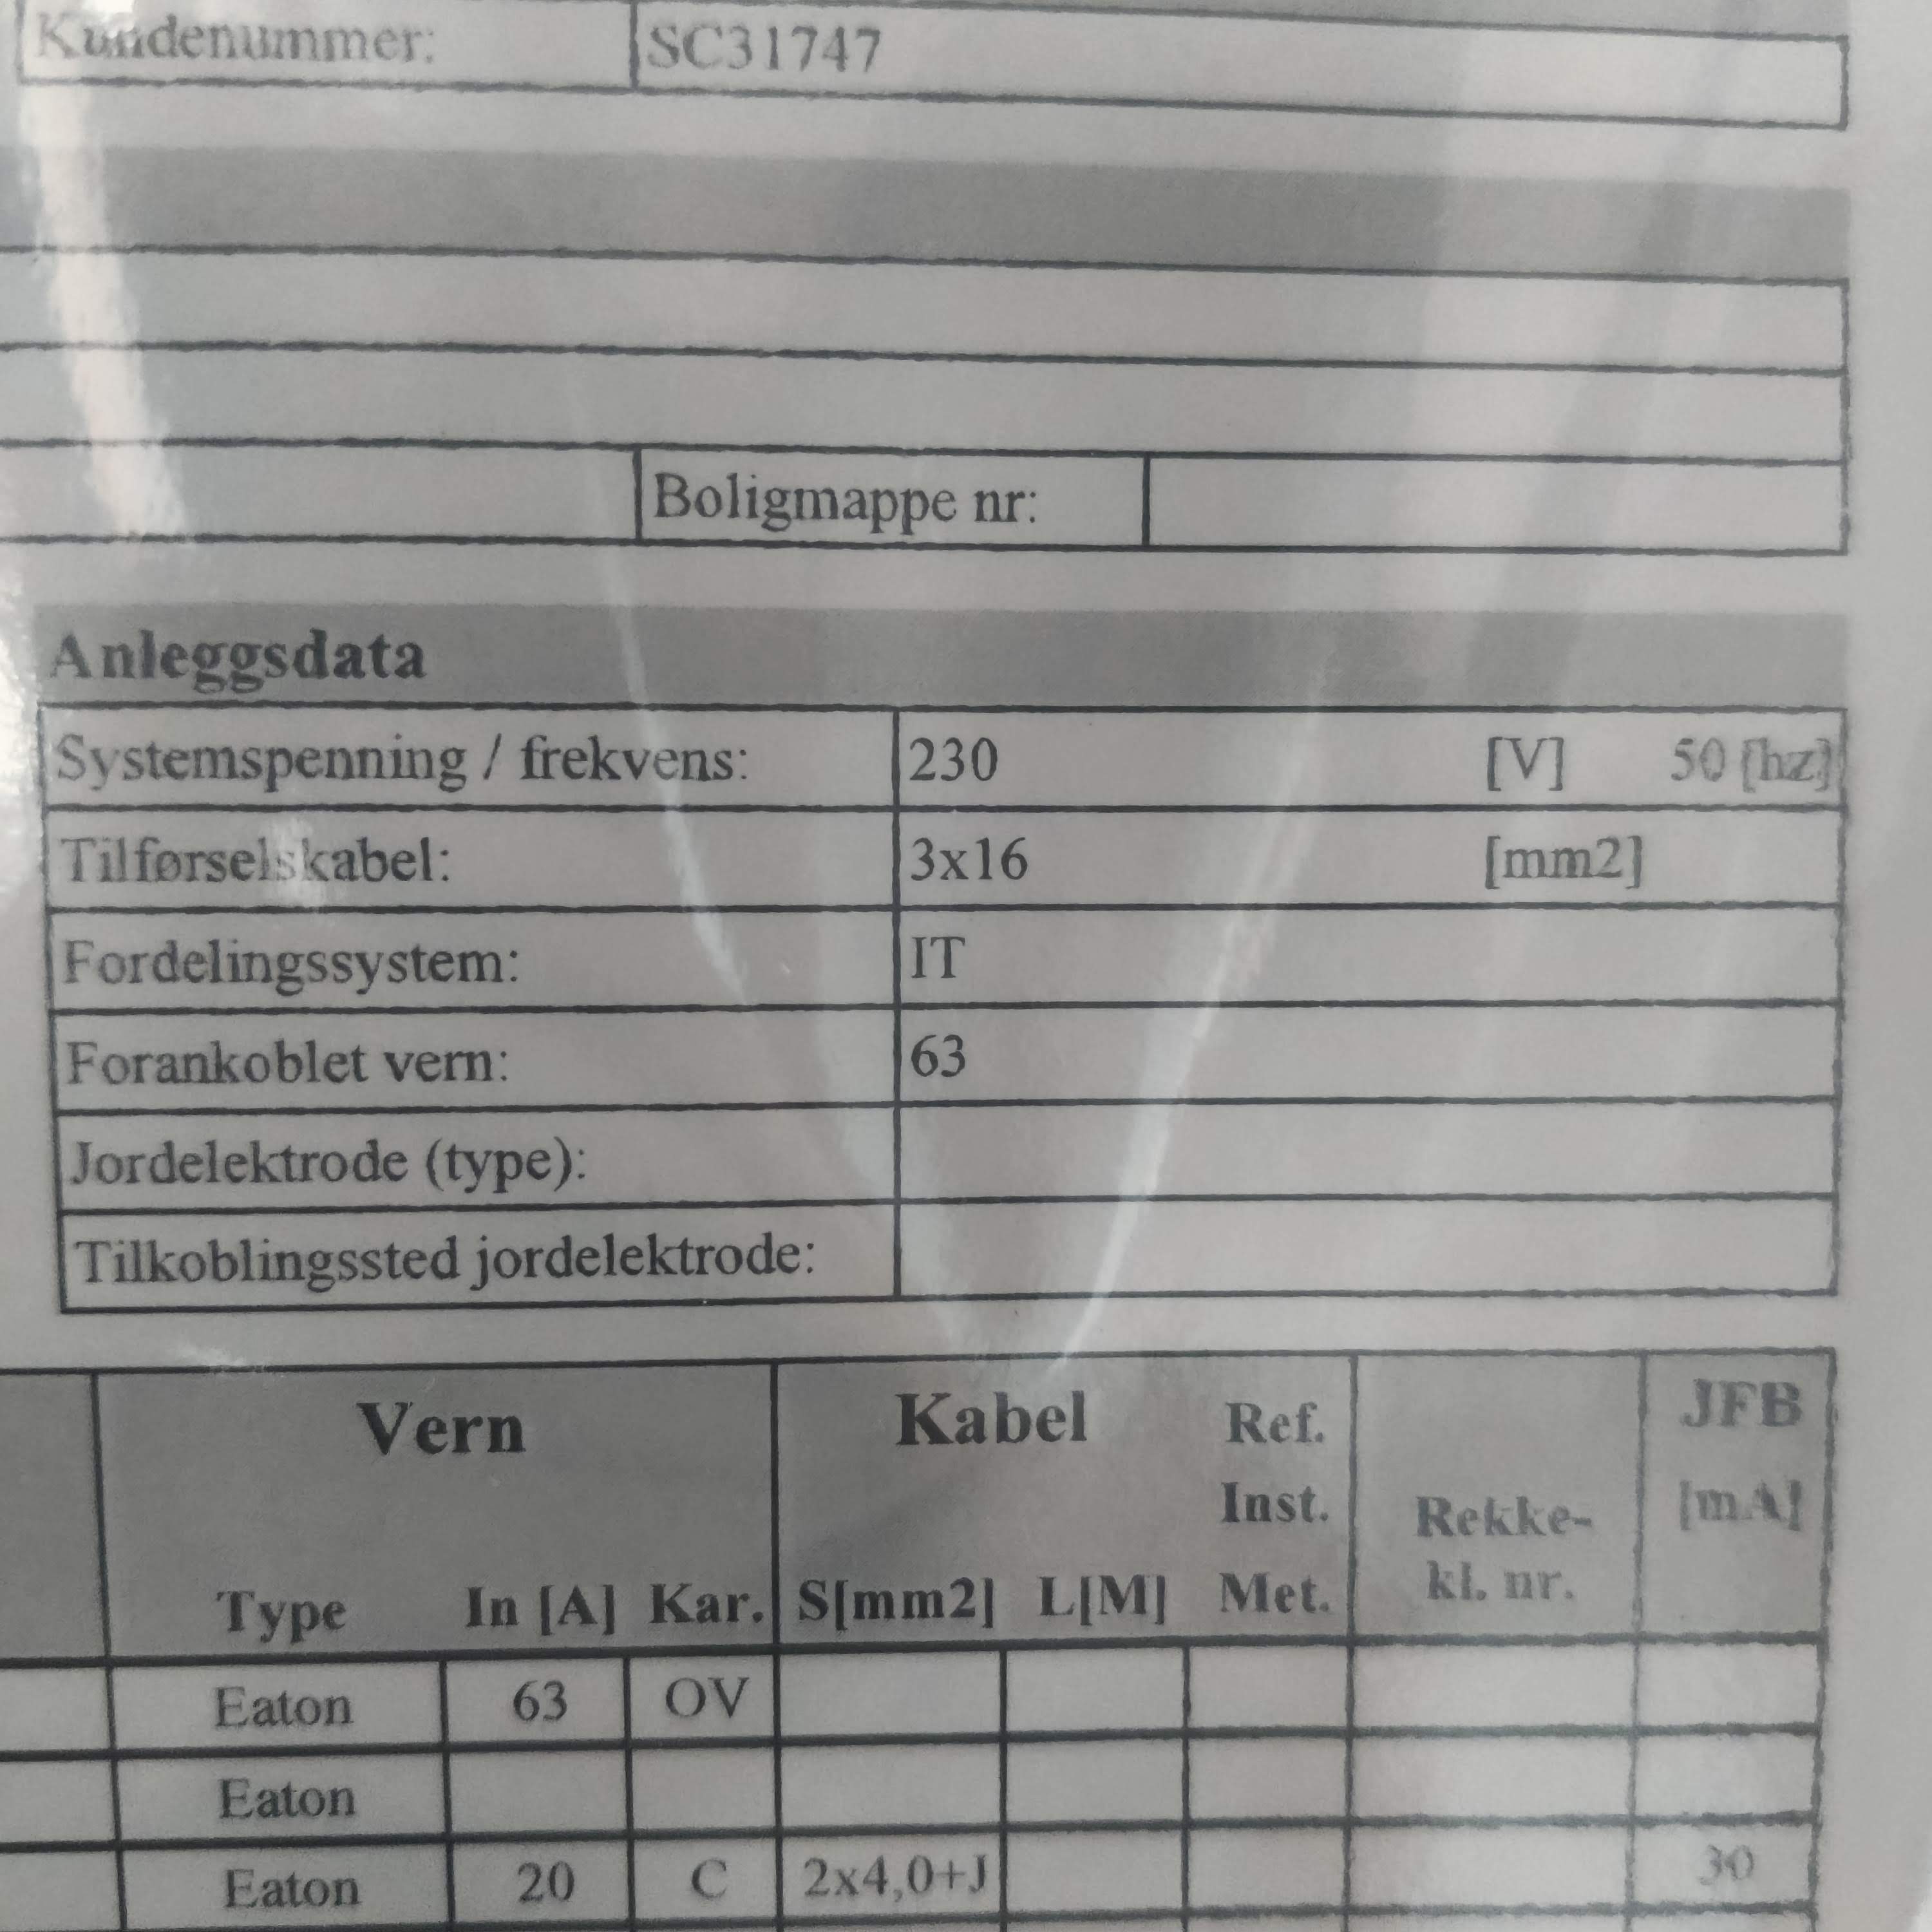 Kundenummer: SC31747
Boligmappe nr:
Anleggsdata
Systemspenning / frekvens: 230 [V] 50 [hz]
Tilførselskabel: 3x16 [mm2]
Fordelingssystem: IT
Forankoblet vern: 63
Jordelektrode (type):
Tilkoblingssted jordelektrode:
Vern Kabel Ref. JFB
Inst. Rekke- [mA]
Type In [A] Kar. S[mm2] L[M] Met. kl. nr.
Eaton 63 OV
Eaton
Eaton 20 C 2x4,0+J 30